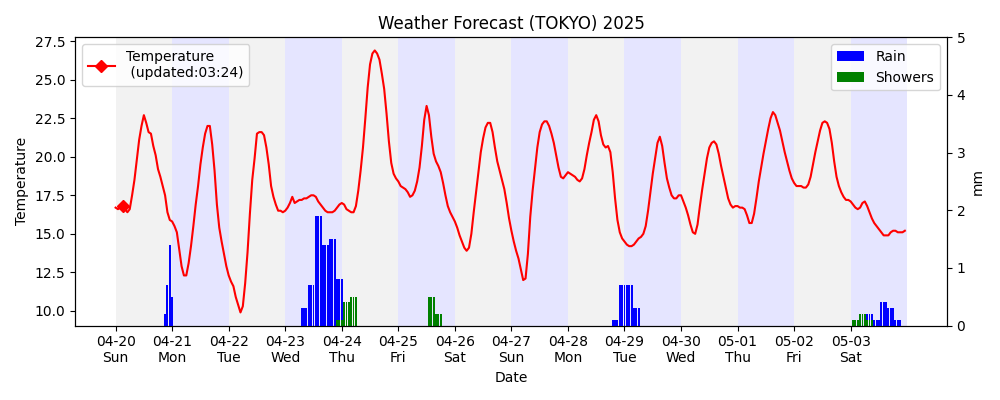 Weather Forecast (TOKYO) 2025
Temperature
(updated:03:24)
Rain
Showers
Temperature
27.5
25.0
22.5
20.0
17.5
15.0
12.5
10.0
5
4
3
2
1
0
mm
04-20 04-21 04-22 04-23 04-24 04-25 04-26 04-27 04-28 04-29 04-30 05-01 05-02 05-03
Sun Mon Tue Wed Thu Fri Sat Sun Mon Tue Wed Thu Fri Sat
Date